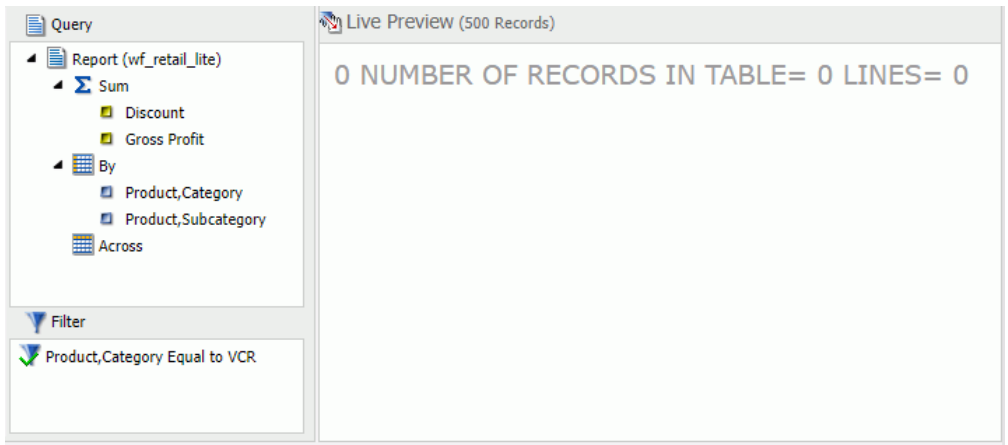 Query
Report (wf_retail_lite)
Sum
Discount
Gross Profit
By
Product,Category
Product,Subcategory
Across
Filter
Product,Category Equal to VCR
Live Preview (500 Records)
0 NUMBER OF RECORDS IN TABLE= 0 LINES= 0